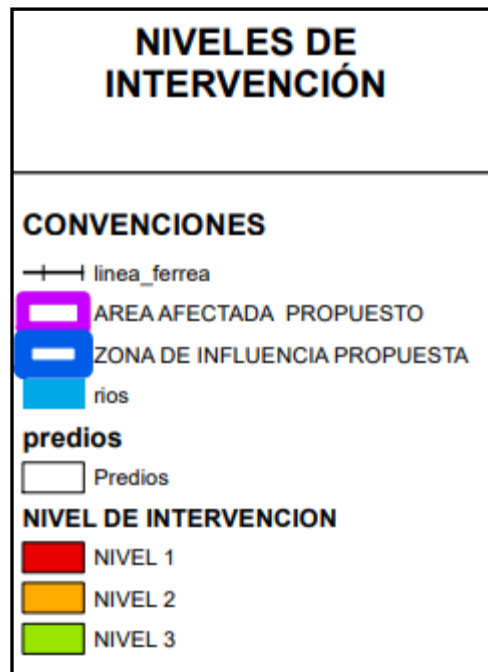 NIVELES DE
INTERVENCIÓN
CONVENCIONES
linea_ferrea
AREA AFECTADA PROPUESTO
ZONA DE INFLUENCIA PROPUESTA
rios
predios
Predios
NIVEL DE INTERVENCION
NIVEL 1
NIVEL 2
NIVEL 3